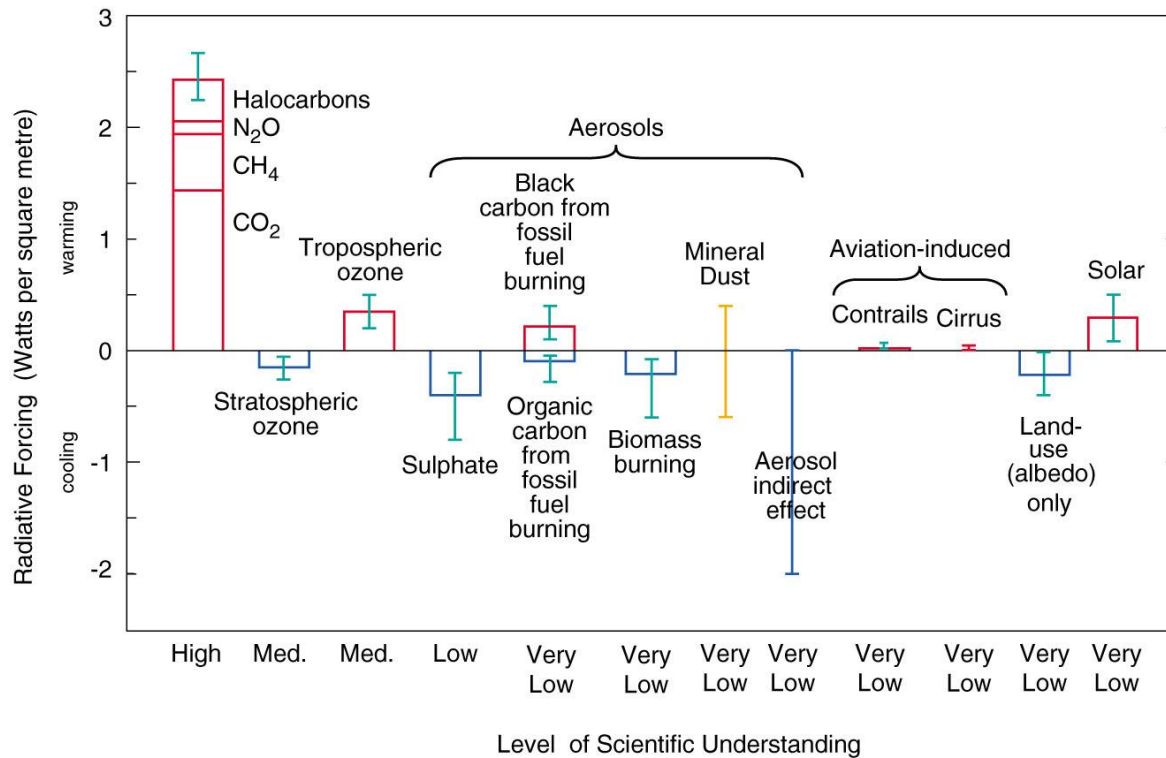 Radiative Forcing (Watts per square metre)
warming
cooling
3
2
1
0
-1
-2
Halocarbons
N₂O
CH₄
CO₂
Stratospheric
ozone
Tropospheric
ozone
Aerosols
Sulphate
Black
carbon from
fossil
fuel
burning
Organic
carbon
from
fossil
fuel
burning
Biomass
burning
Mineral
Dust
Aerosol
indirect
effect
Aviation-induced
Contrails
Cirrus
Land-
use
(albedo)
only
Solar
High
Med.
Med.
Low
Very
Low
Very
Low
Very
Low
Very
Low
Very
Low
Very
Low
Very
Low
Very
Low
Level of Scientific Understanding